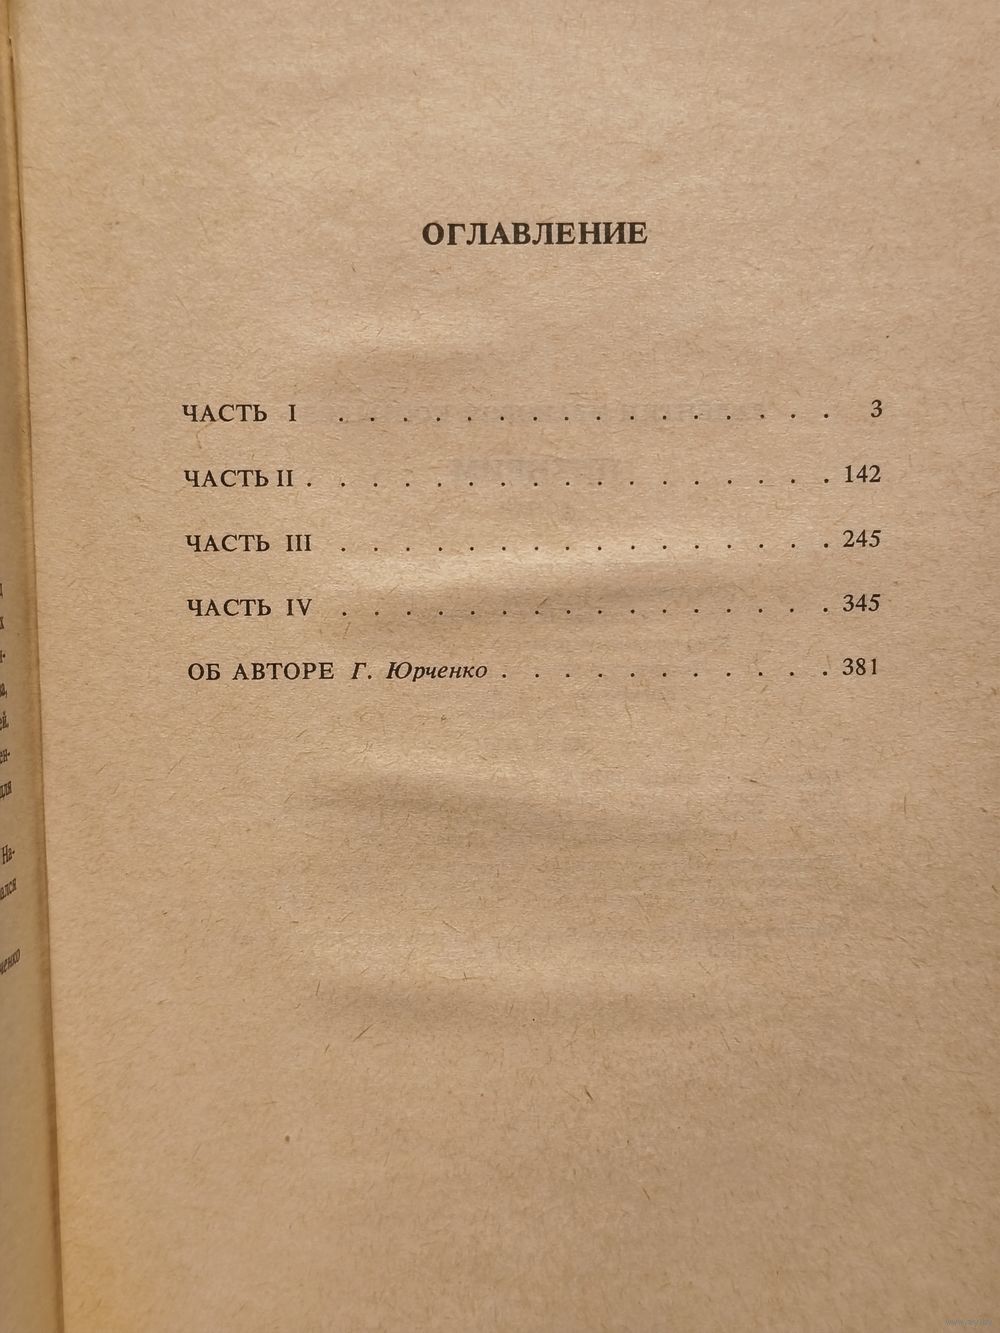 ОГЛАВЛЕНИЕ
ЧАСТЬ I . . . . . . . . . . . . . . . . 3
ЧАСТЬ II . . . . . . . . . . . . . . . . . 142
ЧАСТЬ III . . . . . . . . . . . . . . . . 245
ЧАСТЬ IV . . . . . . . . . . . . . . . . 345
ОБ АВТОРЕ Г. Юрченко . . . . . . . . . . . 381